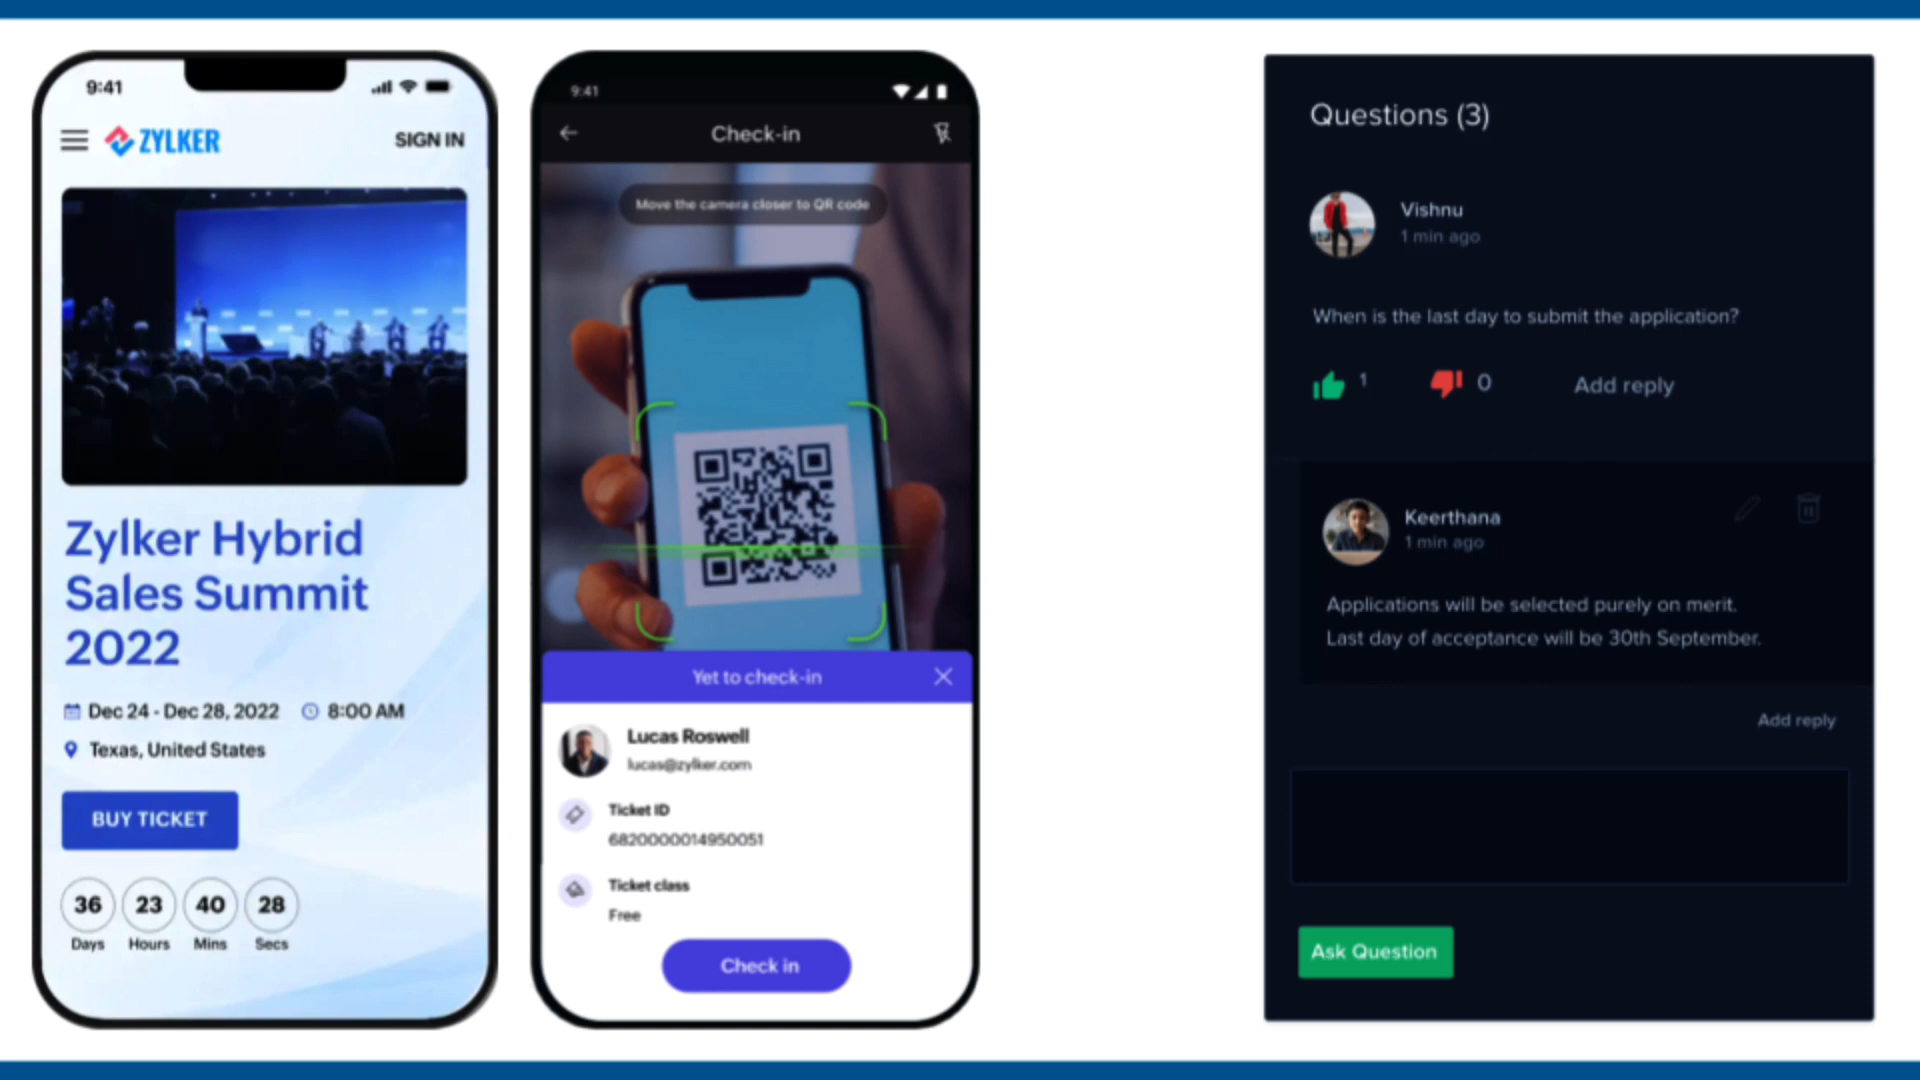 9:41
ZYLKER
SIGN IN
Zylker Hybrid
Sales Summit
2022
Dec 24 - Dec 28, 2022
8:00 AM
Texas, United States
BUY TICKET
36
23
40
28
Days
Hours
Mins
Secs
9:41
Check-in
Move the camera closer to QR code
Yet to check-in
Lucas Roswell
lucas@zylker.com
Ticket ID
6820000014950051
Ticket class
Free
Check in
Questions (3)
Vishnu
1 min ago
When is the last day to submit the application?
1
0
Add reply
Keerthana
1 min ago
Applications will be selected purely on merit.
Last day of acceptance will be 30th September.
Add reply
Ask Question